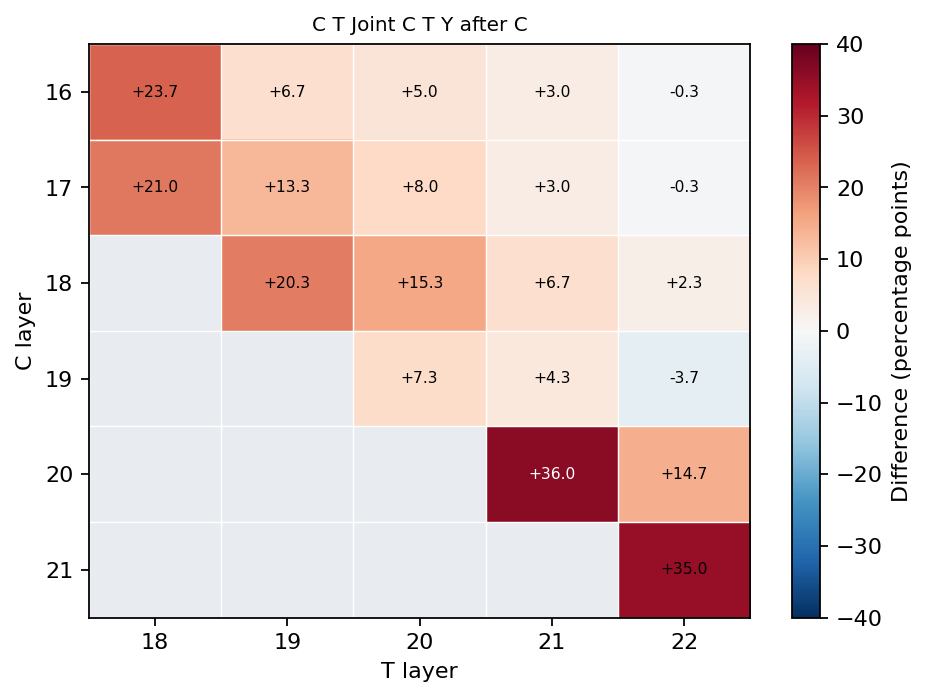 C T Joint C T Y after C
16 +23.7 +6.7 +5.0 +3.0 -0.3
17 +21.0 +13.3 +8.0 +3.0 -0.3
18 +20.3 +15.3 +6.7 +2.3
19 +7.3 +4.3 -3.7
20 +36.0 +14.7
21 +35.0
18 19 20 21 22
T layer
C layer
40
30
20
10
0
−10
−20
−30
−40
Difference (percentage points)